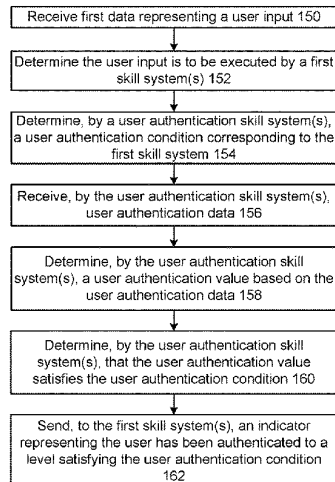 Receive first data representing a user input 150
Determine the user input is to be executed by a first
skill system(s) 152
Determine, by a user authentication skill system(s),
a user authentication condition corresponding to the
first skill system 154
Receive, by the user authentication skill system(s),
user authentication data 156
Determine, by the user authentication skill
system(s), a user authentication value based on the
user authentication data 158
Determine, by the user authentication skill
system(s), that the user authentication value
satisfies the user authentication condition 160
Send, to the first skill system(s), an indicator
representing the user has been authenticated to a
level satisfying the user authentication condition
162